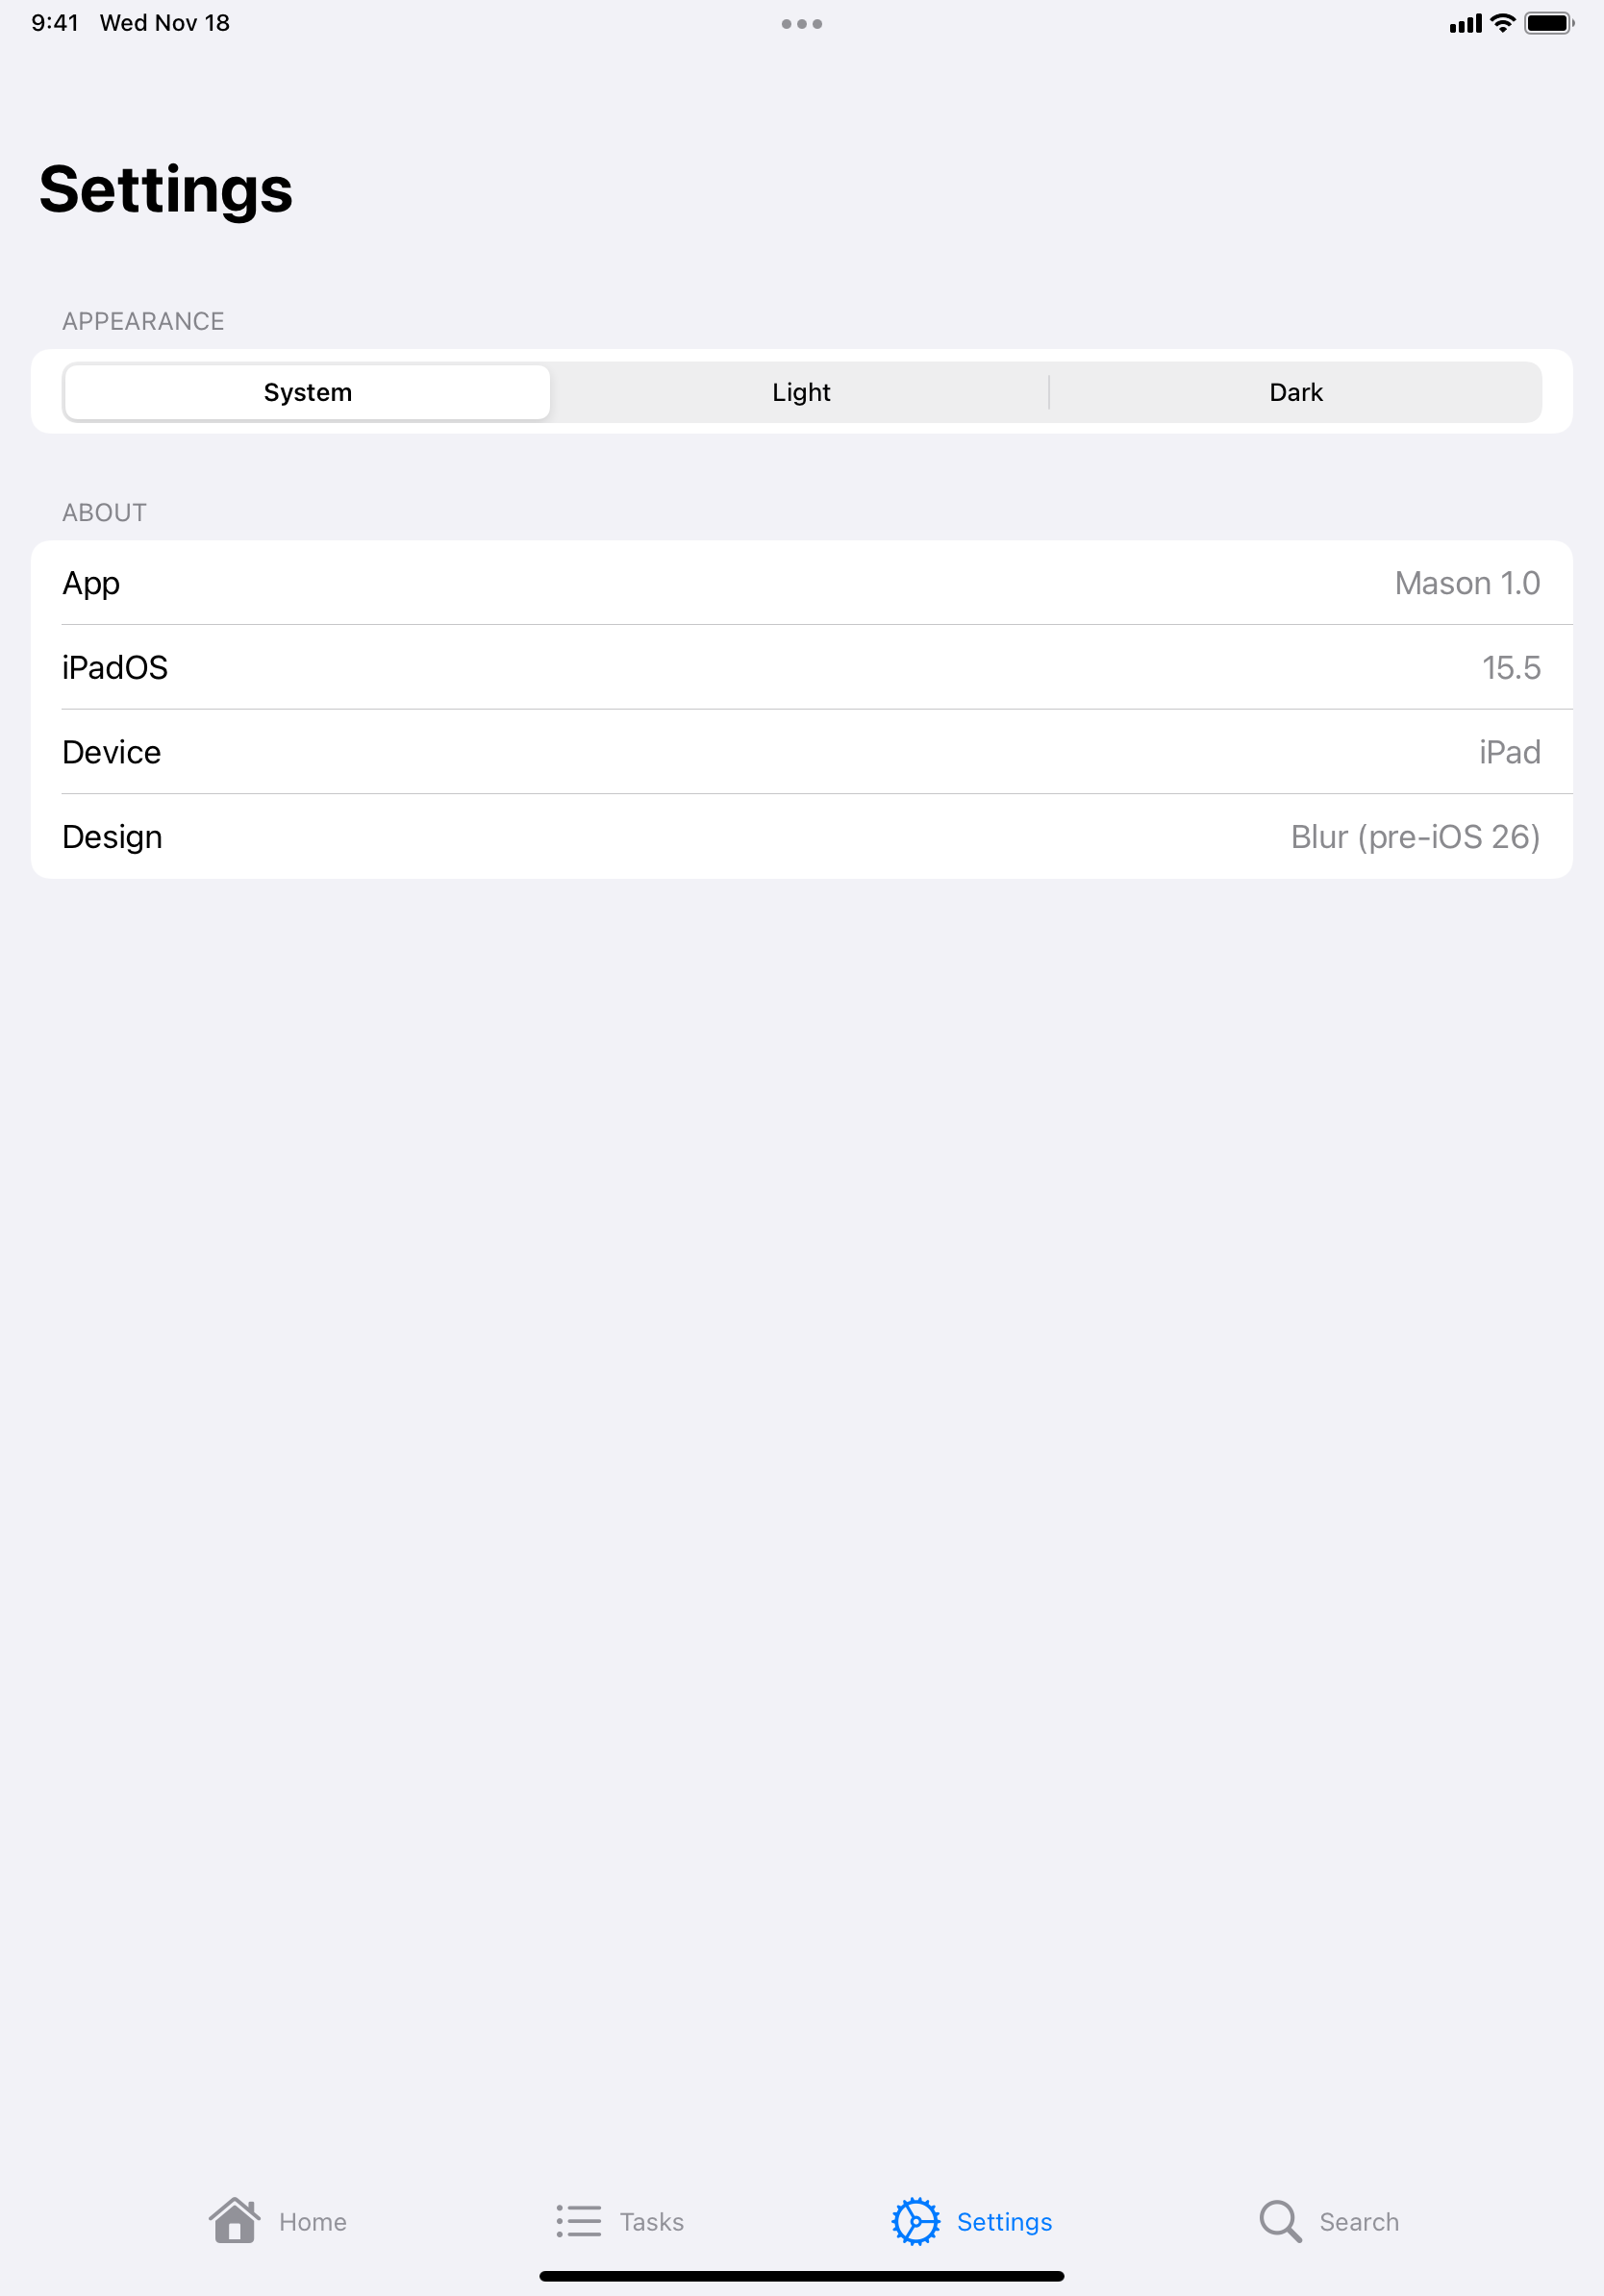 9:41 Wed Nov 18
Settings
APPEARANCE
System Light Dark
ABOUT
App Mason 1.0
iPadOS 15.5
Device iPad
Design Blur (pre-iOS 26)
Home Tasks Settings Search